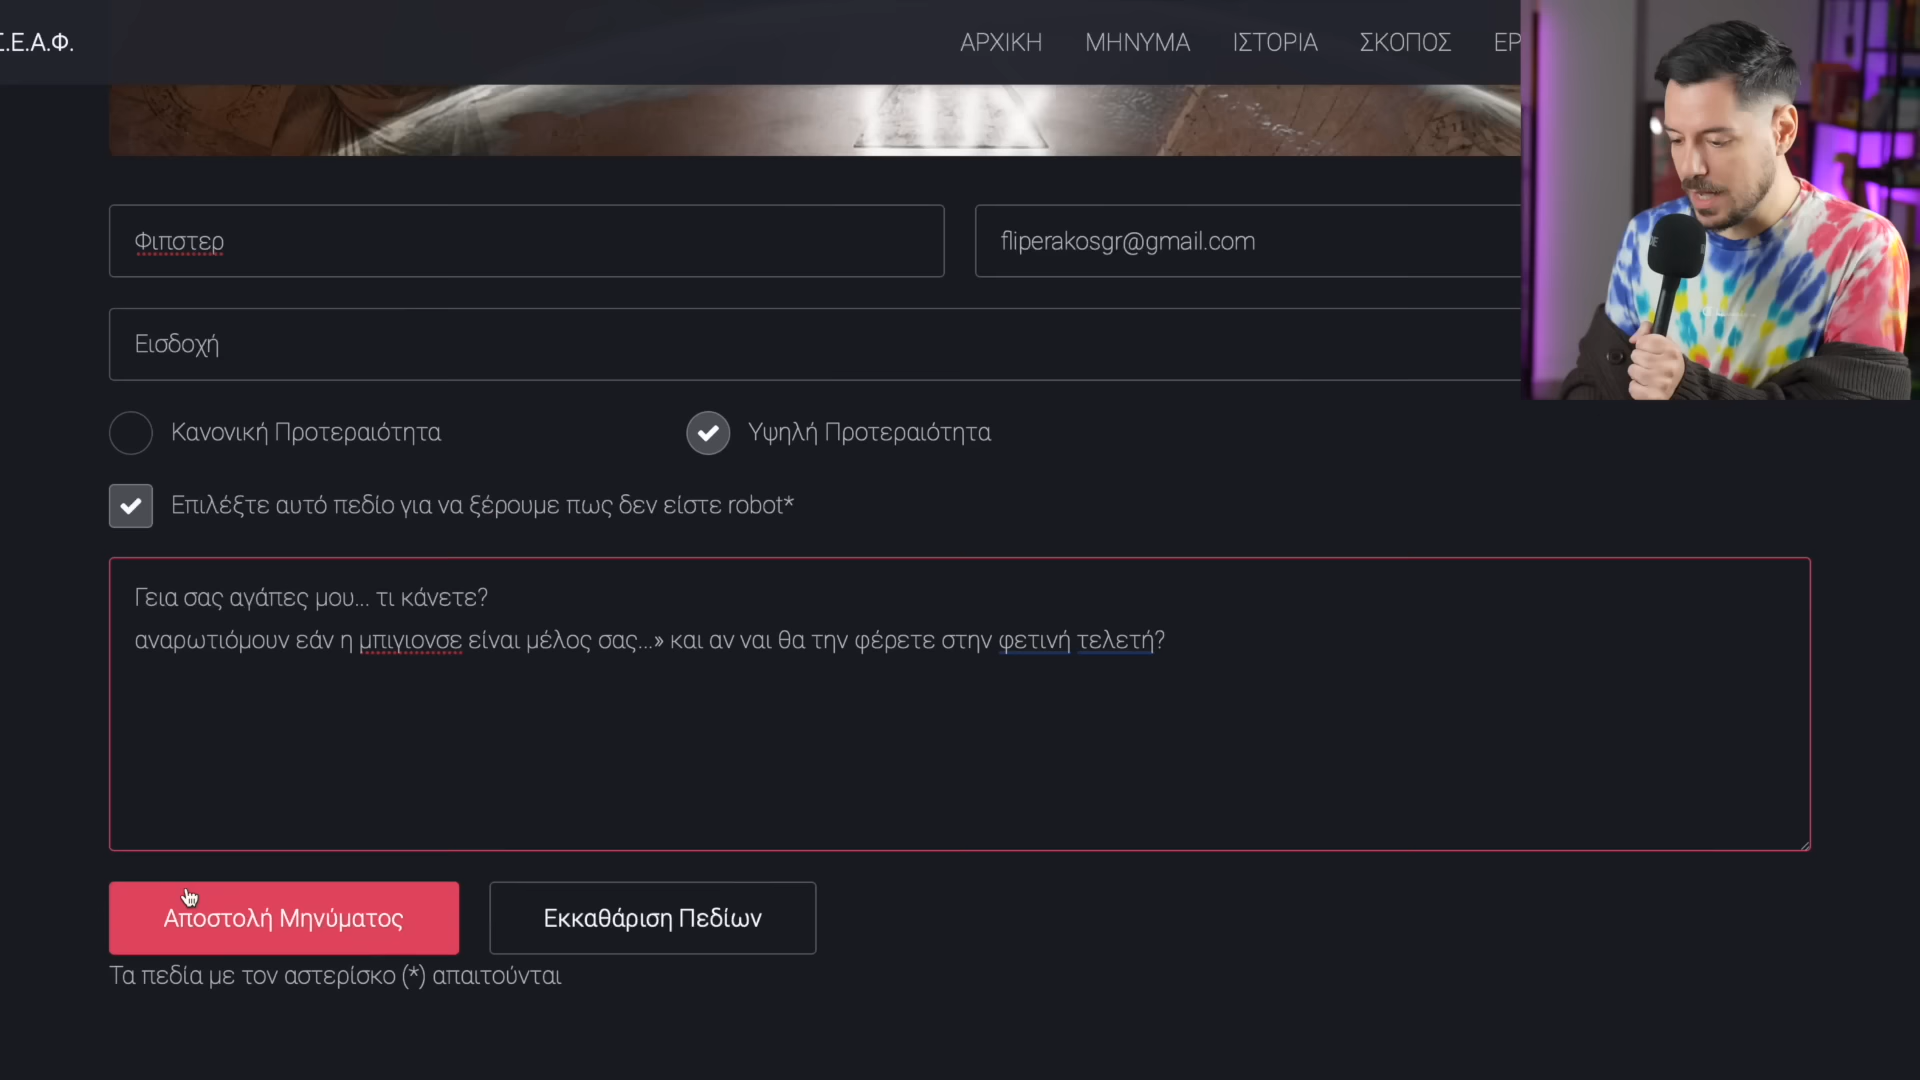 Σ.Ε.Α.Φ.
ΑΡΧΙΚΗ ΜΗΝΥΜΑ ΙΣΤΟΡΙΑ ΣΚΟΠΟΣ
Φιπστερ fliperakosgr@gmail.com
Εισδοχή
Κανονική Προτεραιότητα Υψηλή Προτεραιότητα
Επιλέξτε αυτό πεδίο για να ξέρουμε πως δεν είστε robot*
Γεια σας αγάπες μου... τι κάνετε?
αναρωτιόμουν εάν η μπιγιονσε είναι μέλος σας...» και αν ναι θα την φέρετε στην φετινή τελετή?
Αποστολή Μηνύματος Εκκαθάριση Πεδίων
Τα πεδία με τον αστερίσκο (*) απαιτούνται